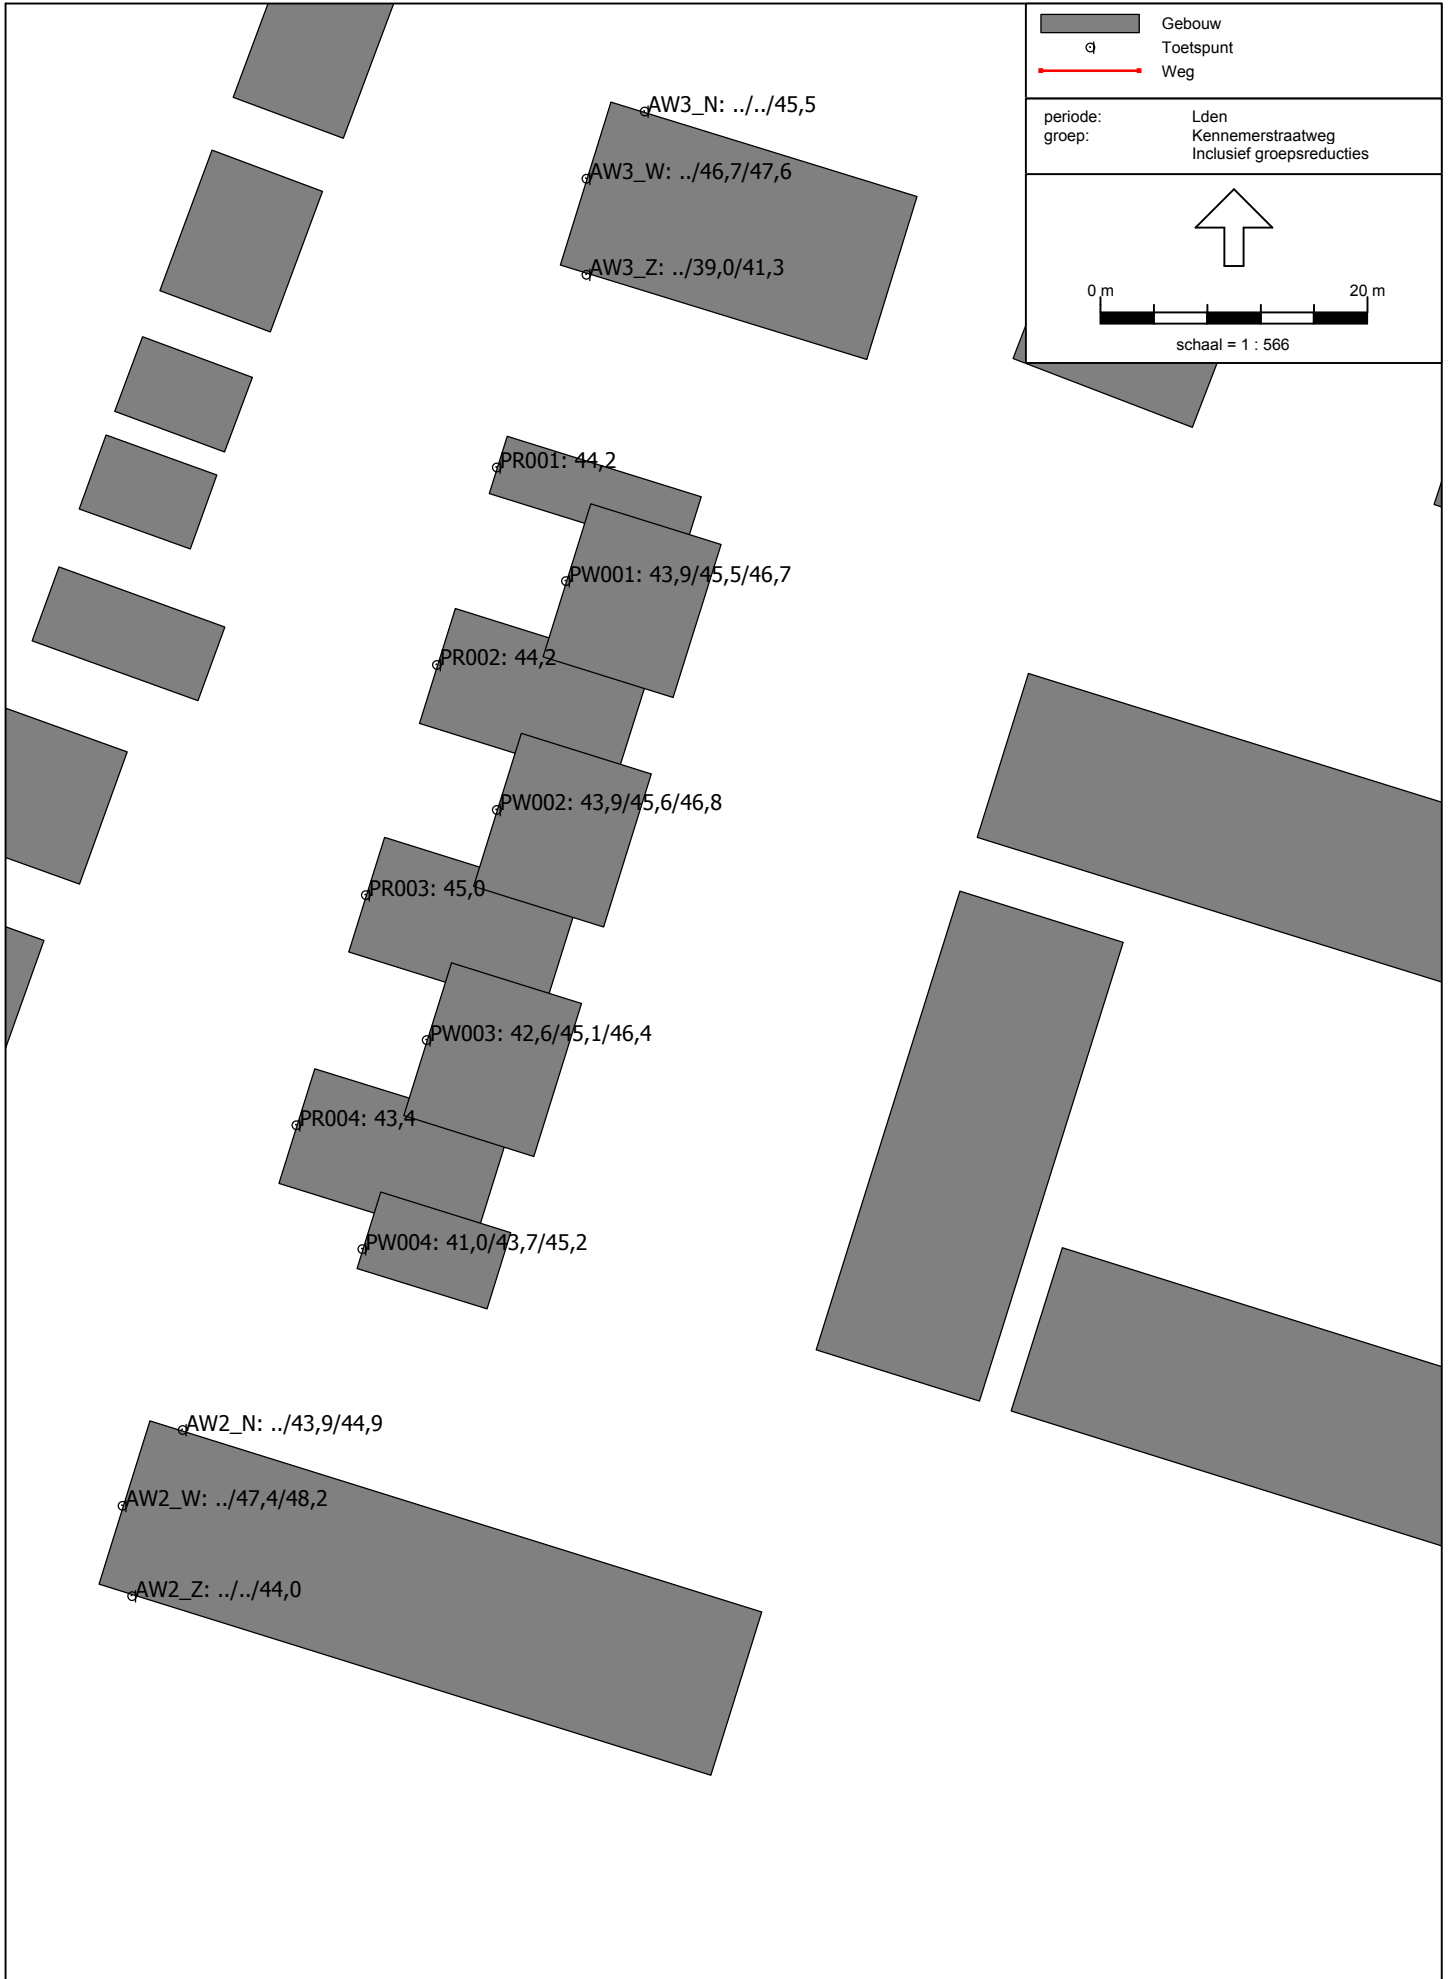 Gebouw
Toetspunt
Weg
periode: Lden
groep: Kennemerstraatweg
Inclusief groepsreducties
0 m 20 m
schaal = 1 : 566
AW3_N: ../../45,5
AW3_W: ../46,7/47,6
AW3_Z: ../39,0/41,3
PR001: 44,2
PW001: 43,9/45,5/46,7
PR002: 44,2
PW002: 43,9/45,6/46,8
PR003: 45,0
PW003: 42,6/45,1/46,4
PR004: 43,4
PW004: 41,0/43,7/45,2
AW2_N: ../43,9/44,9
AW2_W: ../47,4/48,2
AW2_Z: ../../44,0